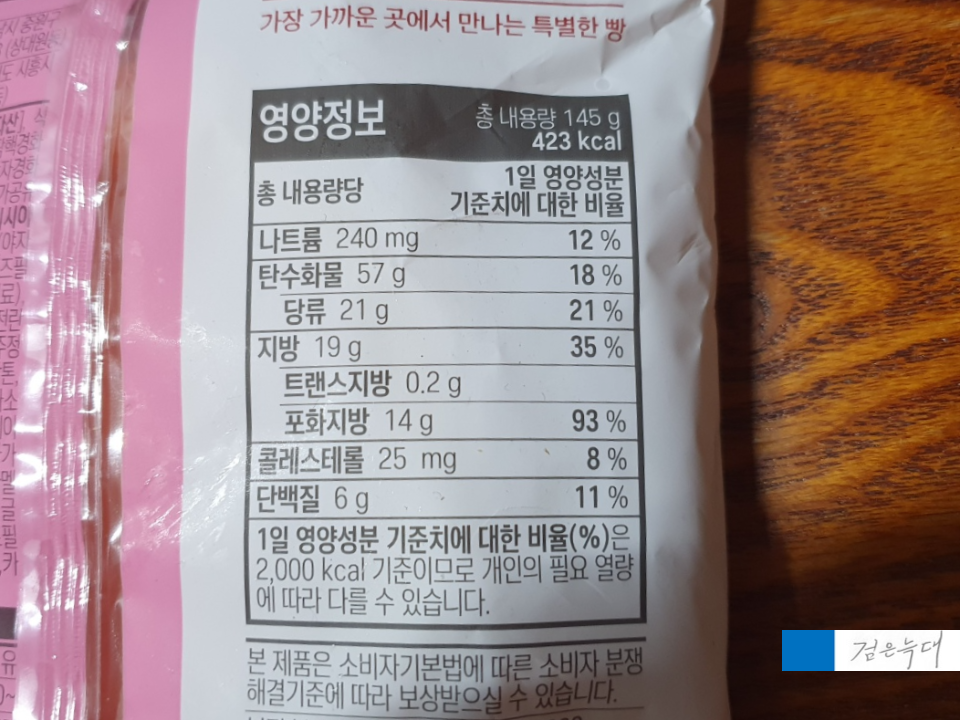 가장 가까운 곳에서 만나는 특별한 빵
영양정보
총 내용량 145 g
423 kcal
총 내용량당
1일 영양성분
기준치에 대한 비율
나트륨 240 mg 12 %
탄수화물 57 g 18 %
당류 21 g 21 %
지방 19 g 35 %
트랜스지방 0.2 g
포화지방 14 g 93 %
콜레스테롤 25 mg 8 %
단백질 6 g 11 %
1일 영양성분 기준치에 대한 비율(%)은
2,000 kcal 기준이므로 개인의 필요 열량
에 따라 다를 수 있습니다.
본 제품은 소비자기본법에 따른 소비자 분쟁
해결기준에 따라 보상받으실 수 있습니다.
검은늑대